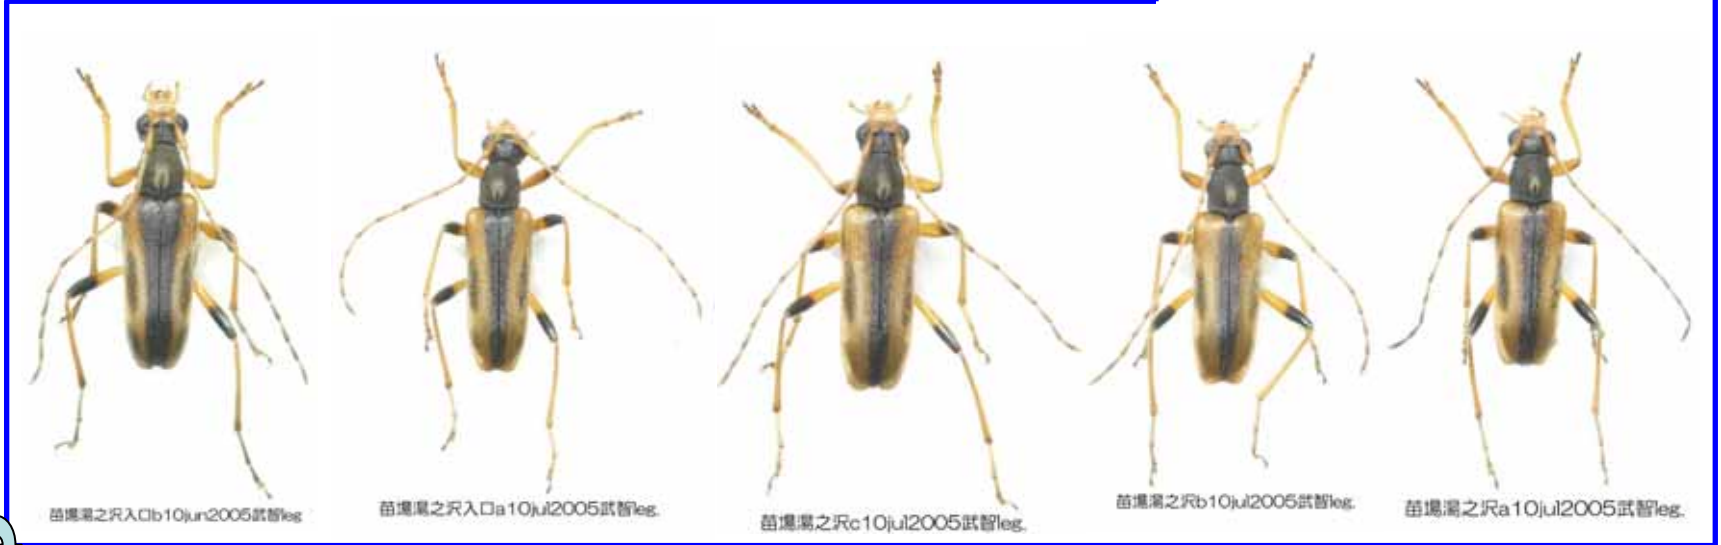 苗場湯之沢入口b10jun2005武智leg
苗場湯之沢入口a10jul2005武智leg.
苗場湯之沢c10jul2005武智leg.
苗場湯之沢b10jul2005武智leg.
苗場湯之沢a10jul2005武智leg.